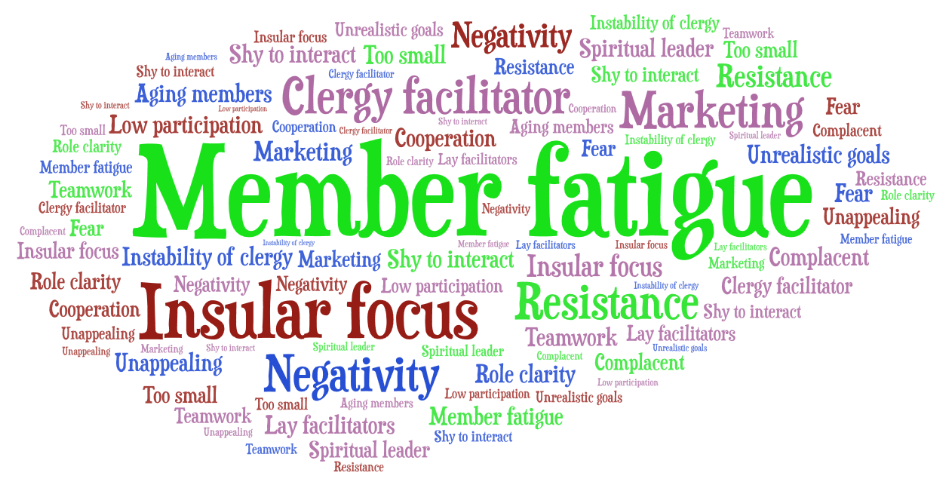 Instability of clergy
Unrealistic goals
Negativity
Teamwork
Insular focus
Spiritual leader
Too small
Shy to interact
Too small
Aging members
Resistance
Shy to interact
Clergy facilitator
Shy to interact
Resistance
Aging members
Clergy facilitator
Marketing
Shy to interact
Low participation
Cooperation
Fear
Low participation
Cooperation
Shy to interact
Aging members
Too small
Clergy facilitator
Complacent
Cooperation
Spiritual leader
Instability of clergy
Role clarity
Marketing
Fear
Unrealistic goals
Role clarity
Lay facilitators
Member fatigue
Member fatigue
Resistance
Teamwork
Fear
Role clarity
Clergy facilitator
Negativity
Unappealing
Complacent
Fear
Member fatigue
Insular focus
Instability of clergy
Instability of clergy
Marketing
Shy to interact
Member fatigue
Lay facilitators
Insular focus
Lay facilitators
Complacent
Insular focus
Marketing
Role clarity
Negativity
Negativity
Low participation
Instability of clergy
Clergy facilitator
Cooperation
Insular focus
Resistance
Shy to interact
Unappealing
Teamwork
Lay facilitators
Unappealing
Marketing
Shy to interact
Spiritual leader
Spiritual leader
Unrealistic goals
Complacent
Unappealing
Negativity
Role clarity
Complacent
Low participation
Too small
Low participation
Unrealistic goals
Too small
Aging members
Teamwork
Member fatigue
Lay facilitators
Unappealing
Shy to interact
Teamwork
Spiritual leader
Resistance